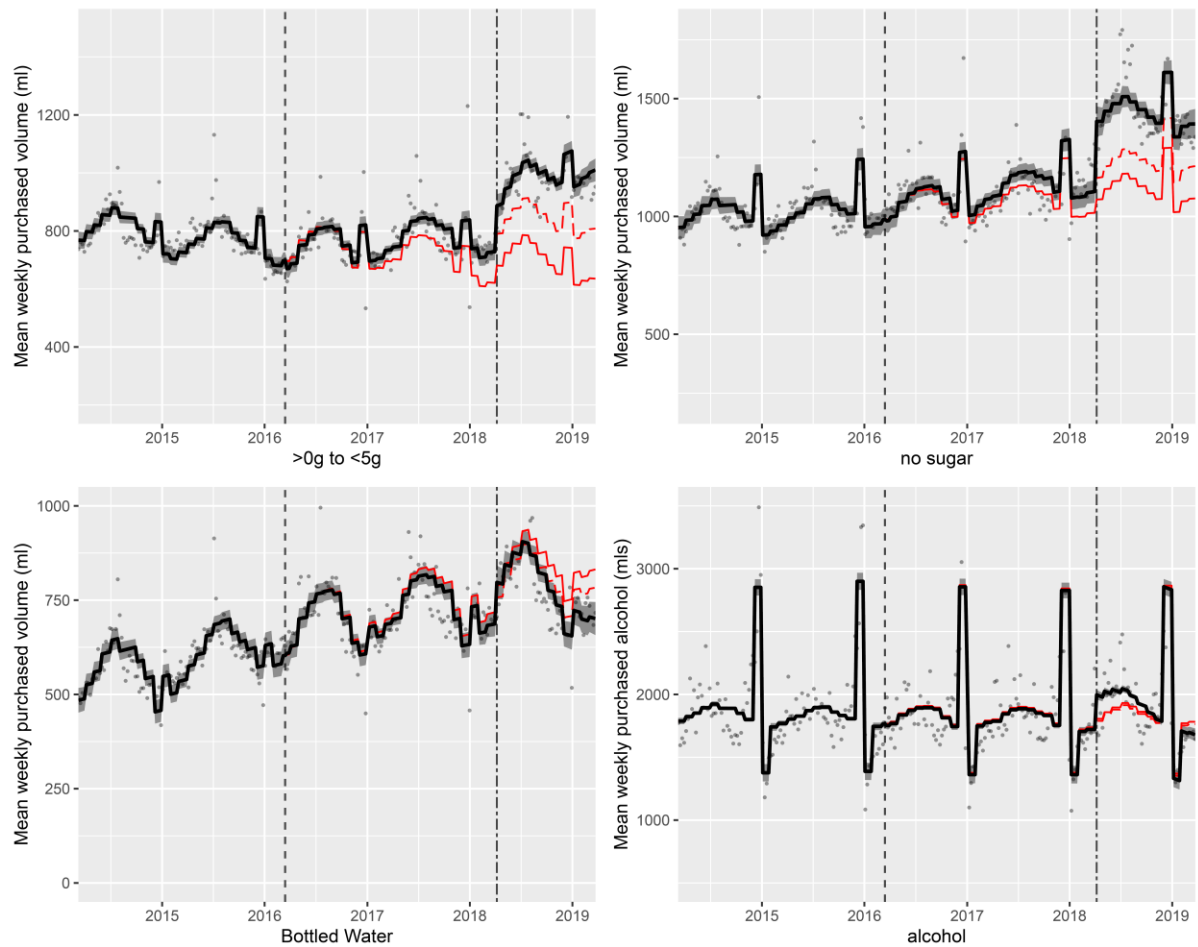 Mean weekly purchased volume (ml)
1200
800
400
2015 2016 2017 2018 2019
>0g to <5g
Mean weekly purchased volume (ml)
1500
1000
500
2015 2016 2017 2018 2019
no sugar
Mean weekly purchased volume (ml)
1000
750
500
250
0
2015 2016 2017 2018 2019
Bottled Water
Mean weekly purchased alcohol (mls)
3000
2000
1000
2015 2016 2017 2018 2019
alcohol